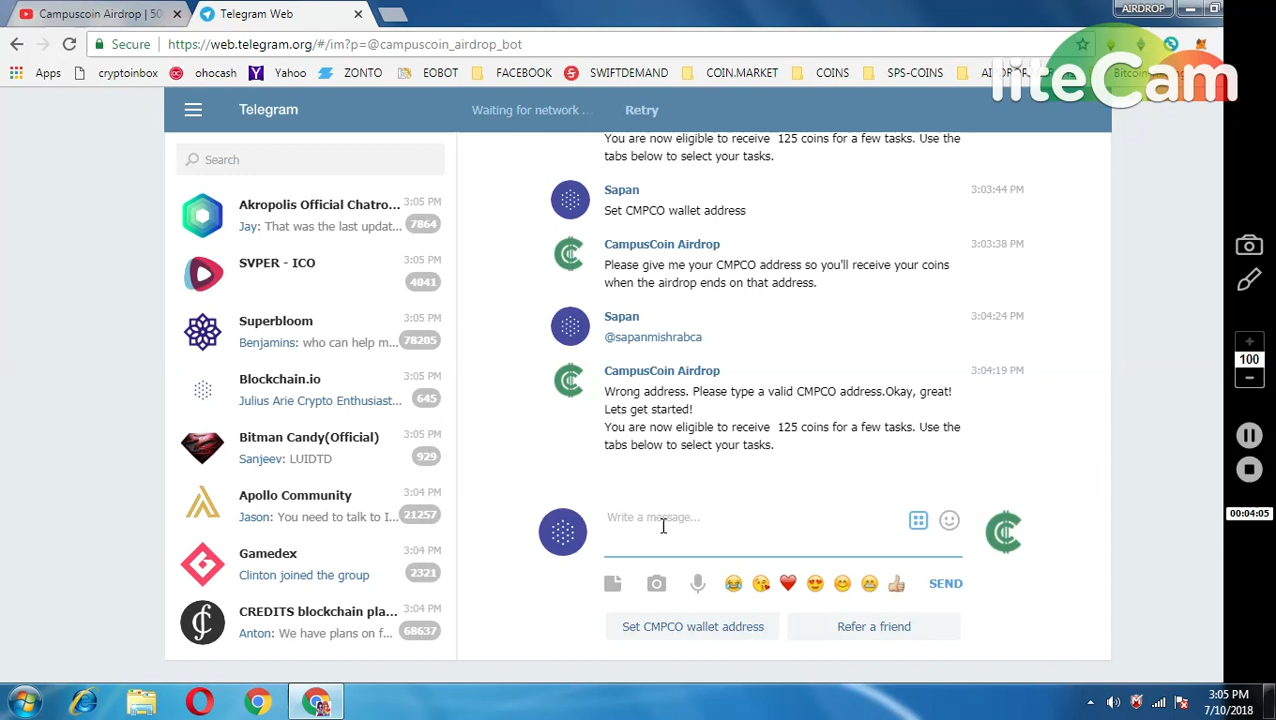 Campuscoin Airdrop | 50
Telegram Web
AIRDROP
Secure
https://web.telegram.org/#/im?p=@campuscoin_airdrop_bot
Apps
cryptoinbox
ohocash
Yahoo
ZONTO
EOBOT
FACEBOOK
SWIFTDEMAND
COIN.MARKET
COINS
SPS-COINS
liteCam
Telegram
Waiting for network ...
Retry
Search
Akropolis Official Chatro...
3:05 PM
Jay: That was the last updat...
7864
SVPER - ICO
3:05 PM
4041
Superbloom
3:05 PM
Benjamins: who can help m...
78205
Blockchain.io
3:05 PM
Julius Arie Crypto Enthusiast...
645
Bitman Candy(Official)
3:05 PM
Sanjeev: LUIDTD
929
Apollo Community
3:04 PM
Jason: You need to talk to I...
21257
Gamedex
3:04 PM
Clinton joined the group
2321
CREDITS blockchain pla...
3:04 PM
Anton: We have plans on f...
68637
You are now eligible to receive 125 coins for a few tasks. Use the
tabs below to select your tasks.
Sapan
3:03:44 PM
Set CMPCO wallet address
CampusCoin Airdrop
3:03:38 PM
Please give me your CMPCO address so you'll receive your coins
when the airdrop ends on that address.
Sapan
3:04:24 PM
@sapanmishrabca
CampusCoin Airdrop
3:04:19 PM
Wrong address. Please type a valid CMPCO address.Okay, great!
Lets get started!
You are now eligible to receive 125 coins for a few tasks. Use the
tabs below to select your tasks.
Write a message...
SEND
Set CMPCO wallet address
Refer a friend
100
00:04:05
3:05 PM
7/10/2018